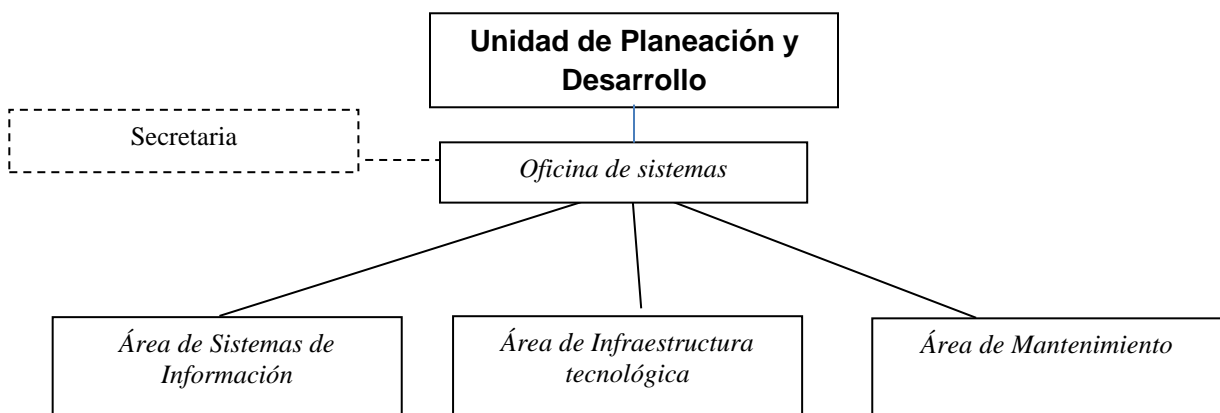 Unidad de Planeación y
Desarrollo
Secretaria
Oficina de sistemas
Área de Sistemas de
Información
Área de Infraestructura
tecnológica
Área de Mantenimiento